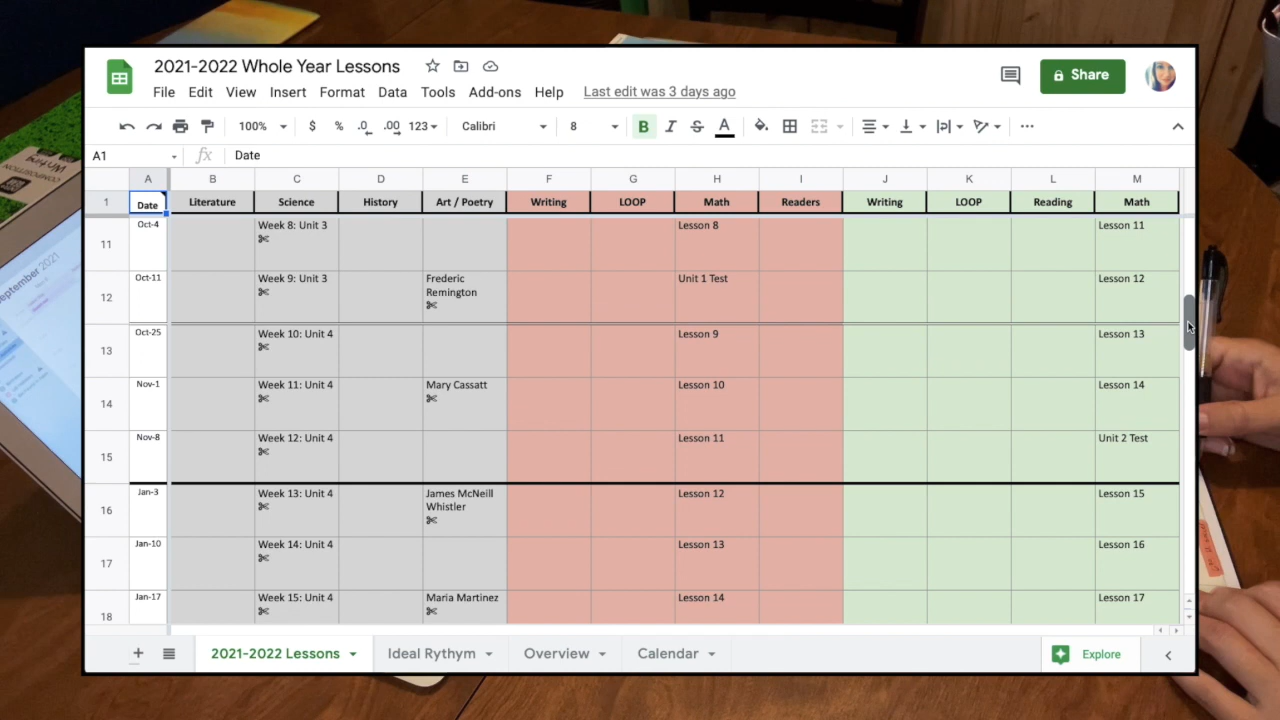 2021-2022 Whole Year Lessons
File Edit View Insert Format Data Tools Add-ons Help Last edit was 3 days ago
Share
100% $ % .0 .00 123 Calibri 8 B I S A
A1 fx Date
A B C D E F G H I J K L M
1 Date Literature Science History Art / Poetry Writing LOOP Math Readers Writing LOOP Reading Math
11 Oct-4 Week 8: Unit 3 Lesson 8 Lesson 11
12 Oct-11 Week 9: Unit 3 Frederic Unit 1 Test Lesson 12
Remington
13 Oct-25 Week 10: Unit 4 Lesson 9 Lesson 13
14 Nov-1 Week 11: Unit 4 Mary Cassatt Lesson 10 Lesson 14
15 Nov-8 Week 12: Unit 4 Lesson 11 Unit 2 Test
16 Jan-3 Week 13: Unit 4 James McNeill Lesson 12 Lesson 15
Whistler
17 Jan-10 Week 14: Unit 4 Lesson 13 Lesson 16
18 Jan-17 Week 15: Unit 4 Maria Martinez Lesson 14 Lesson 17
2021-2022 Lessons Ideal Rythym Overview Calendar Explore
September 2021
Writing